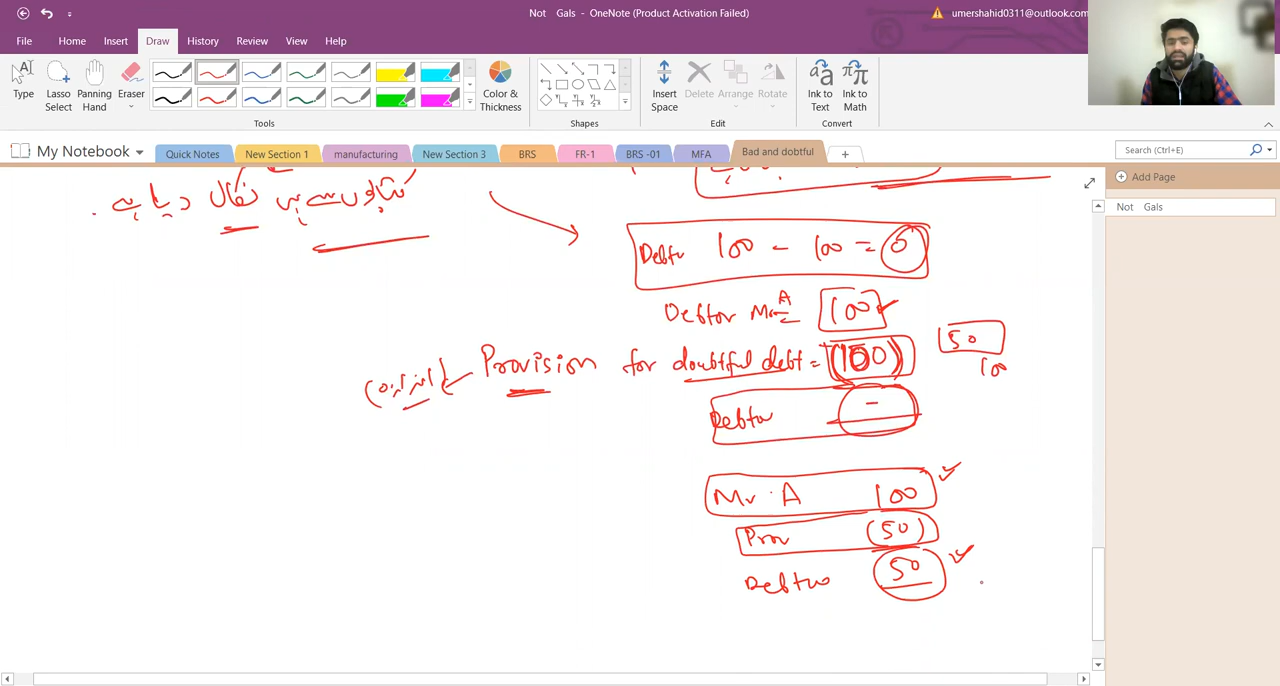 Not Gals - OneNote (Product Activation Failed)
umershahid0311@outlook.com
File Home Insert Draw History Review View Help
Type
Lasso Select
Panning Hand
Eraser
Color & Thickness
Insert Space
Delete
Arrange
Rotate
Ink to Text
Ink to Math
Tools
Shapes
Edit
Convert
My Notebook
Quick Notes
New Section 1
manufacturing
New Section 3
BRS
FR-1
BRS -01
MFA
Bad and doubtful
+
Search (Ctrl+E)
Add Page
Not Gals
Debtr 100 - 100 = 0
Debtor Mr A 100
Provision for doubtful debt = (100)
50
100
Debtor -
Mr. A 100
Prov (50)
Debtor 50